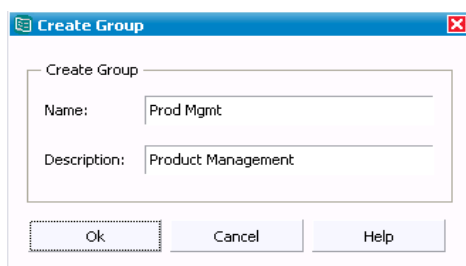 Create Group
Create Group
Name: Prod Mgmt
Description: Product Management
Ok Cancel Help